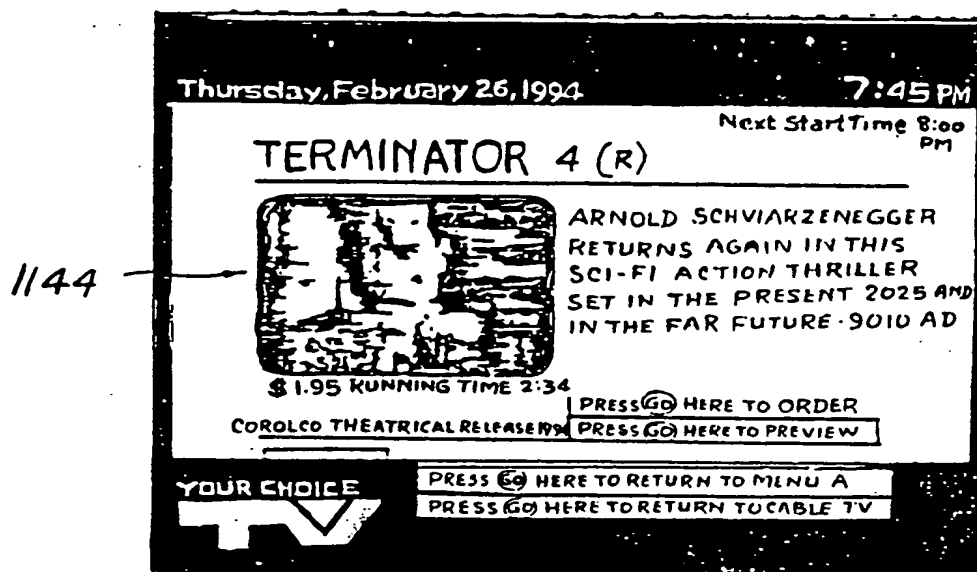 Thursday, February 26, 1994 7:45 PM
Next Start Time 8:00
PM
TERMINATOR 4 (R)
1144
ARNOLD SCHVIARZENEGGER
RETURNS AGAIN IN THIS
SCI-FI ACTION THRILLER
SET IN THE PRESENT 2025 AND
IN THE FAR FUTURE · 9010 AD
$ 1.95 RUNNING TIME 2:34
PRESS GO HERE TO ORDER
COROLCO THEATRICAL RELEASE
PRESS GO HERE TO PREVIEW
PRESS GO HERE TO RETURN TO MENU A
PRESS GO HERE TO RETURN TO CABLE TV
YOUR CHOICE
TV